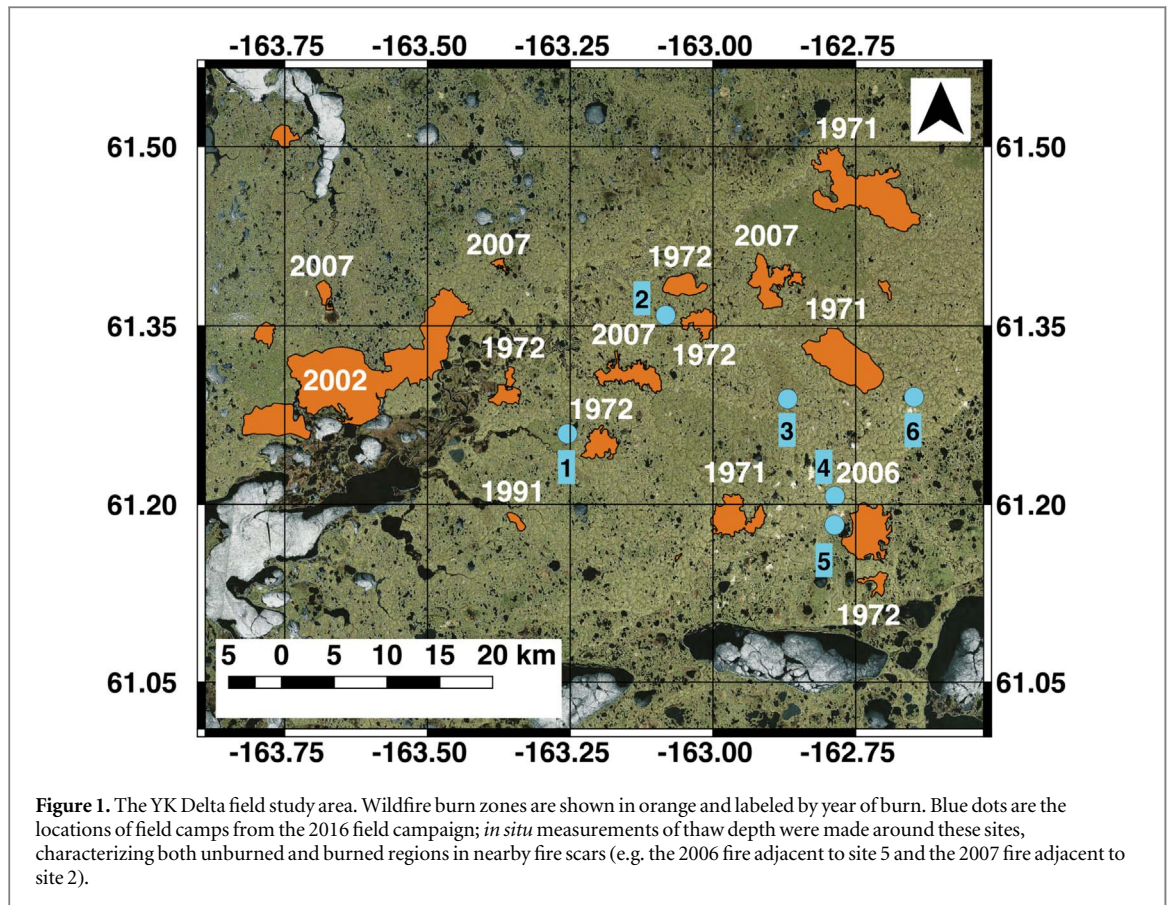 -163.75 -163.50 -163.25 -163.00 -162.75
1971
61.50 61.50
2007 2007 1972 2007
2
61.35 1971 61.35
2007
1972 1972
2002
1972
3 6
1 4
1971 2006
1991
61.20 61.20
5
1972
5 0 5 10 15 20 km
61.05 61.05
-163.75 -163.50 -163.25 -163.00 -162.75
Figure 1. The YK Delta field study area. Wildfire burn zones are shown in orange and labeled by year of burn. Blue dots are the
locations of field camps from the 2016 field campaign; in situ measurements of thaw depth were made around these sites,
characterizing both unburned and burned regions in nearby fire scars (e.g. the 2006 fire adjacent to site 5 and the 2007 fire adjacent to
site 2).